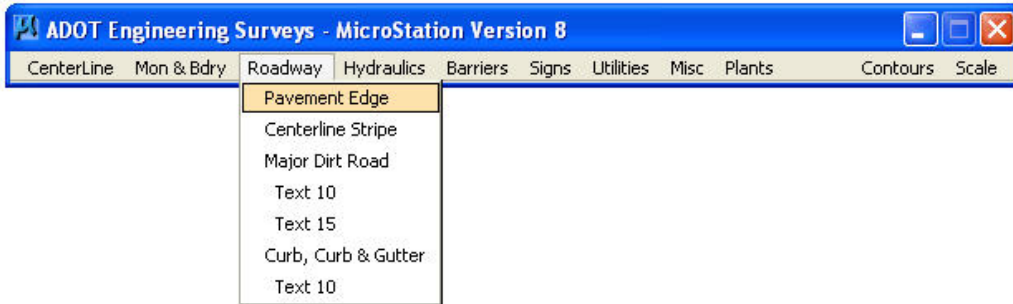 ADOT Engineering Surveys - MicroStation Version 8
CenterLine Mon & Bdry Roadway Hydraulics Barriers Signs Utilities Misc Plants Contours Scale
Pavement Edge
Centerline Stripe
Major Dirt Road
Text 10
Text 15
Curb, Curb & Gutter
Text 10